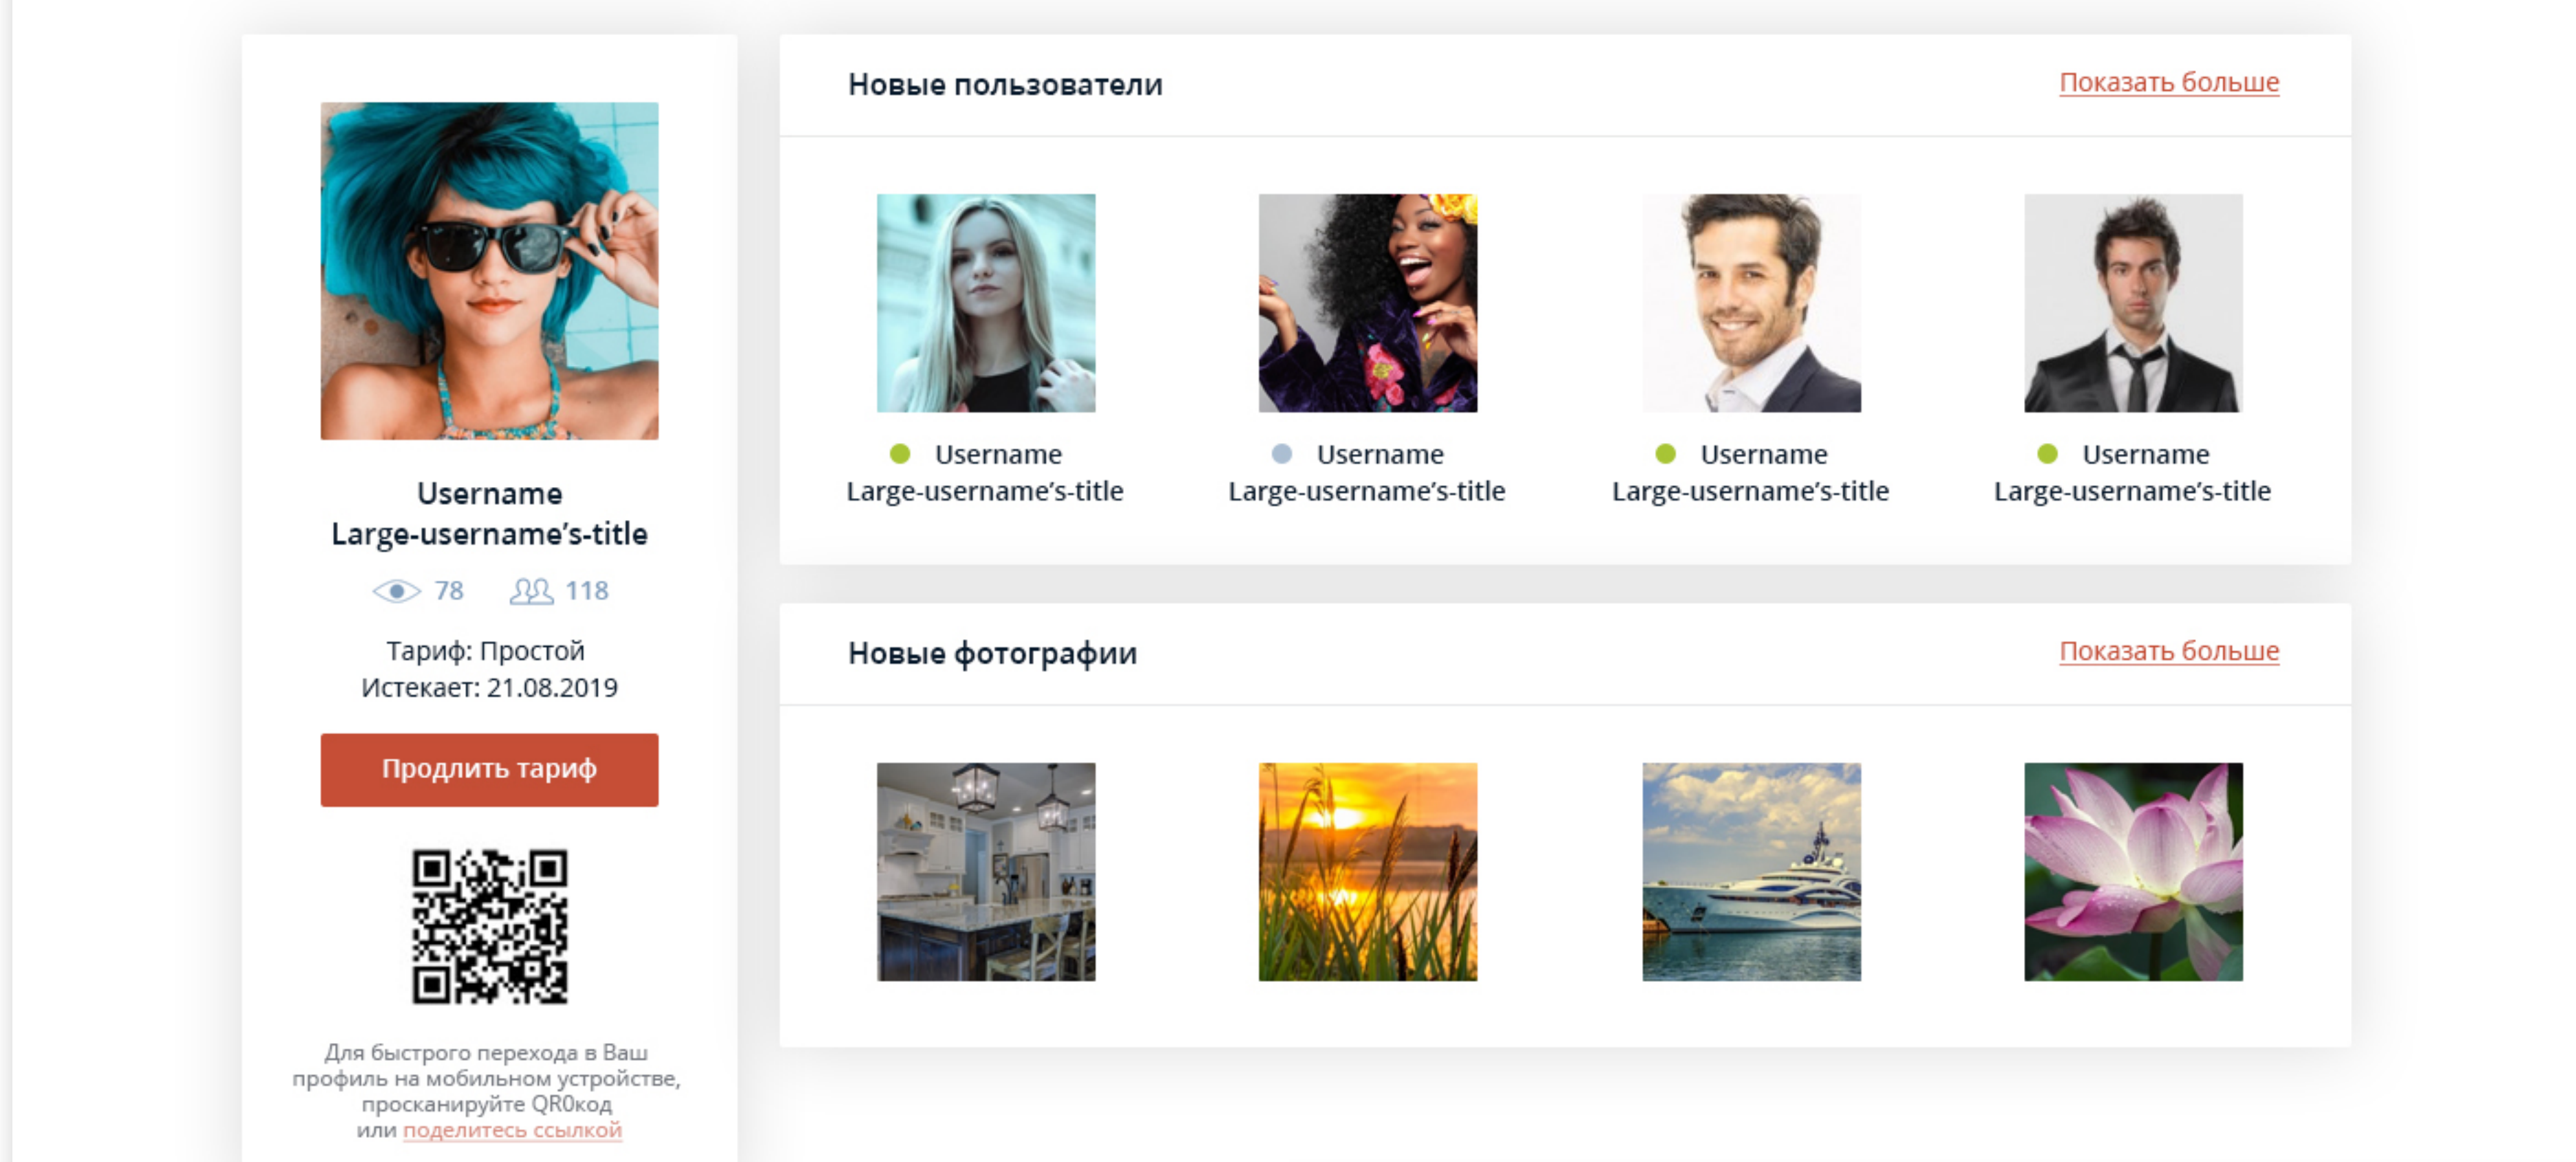 Username
Large-username’s-title
78 118
Тариф: Простой
Истекает: 21.08.2019
Продлить тариф
Для быстрого перехода в Ваш
профиль на мобильном устройстве,
просканируйте QR0код
или поделитесь ссылкой
Новые пользователи
Показать больше
Username
Large-username’s-title
Username
Large-username’s-title
Username
Large-username’s-title
Username
Large-username’s-title
Новые фотографии
Показать больше